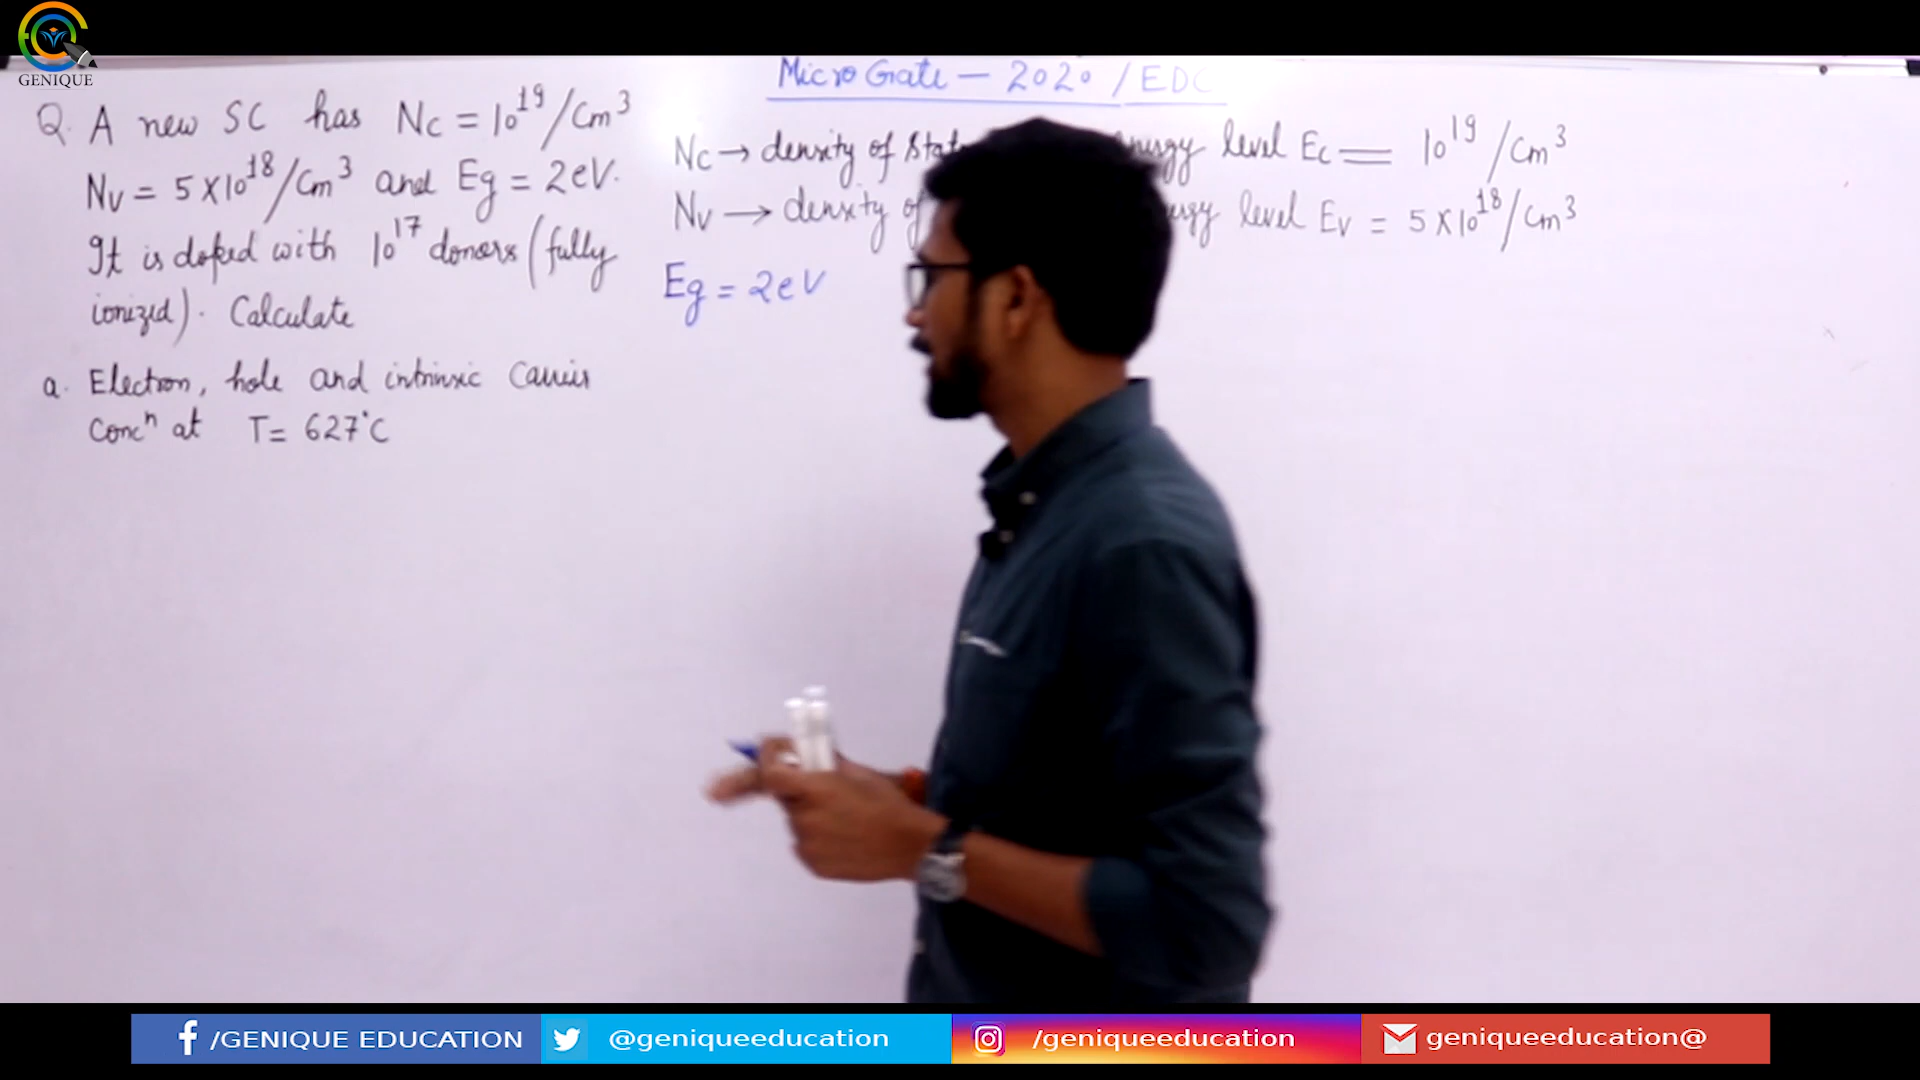 GENIQUE
Micro Gate — 2020 / EDC
Q. A new SC has Nc = 10^19/Cm^3
Nv = 5 X 10^18/Cm^3 and Eg = 2eV.
It is doped with 10^17 donors (fully
ionized). Calculate
a. Electron, hole and intrinsic Carrier
Conc^n at T = 627°C
Nc → density of level Ec = 10^19 /Cm^3
Nv → density of level Ev = 5 X 10^18/Cm^3
Eg = 2eV
/GENIQUE EDUCATION
@geniqueeducation
/geniqueeducation
geniqueeducation@